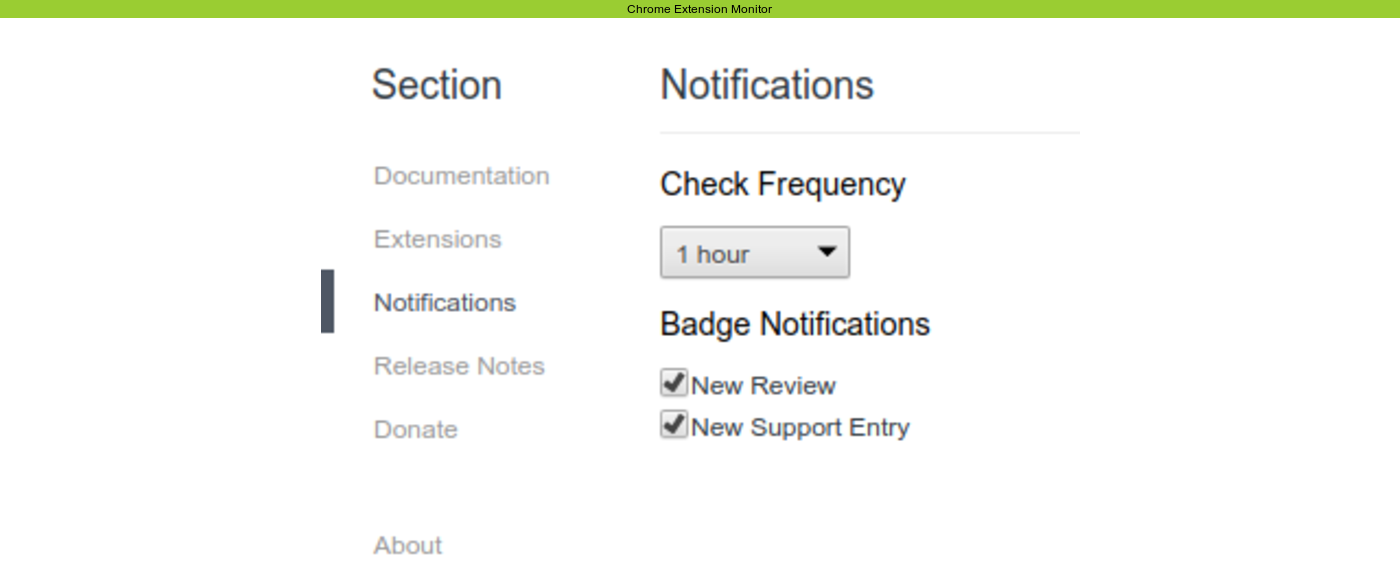 Chrome Extension Monitor
Section
Documentation
Extensions
Notifications
Release Notes
Donate
About
Notifications
Check Frequency
1 hour
Badge Notifications
New Review
New Support Entry